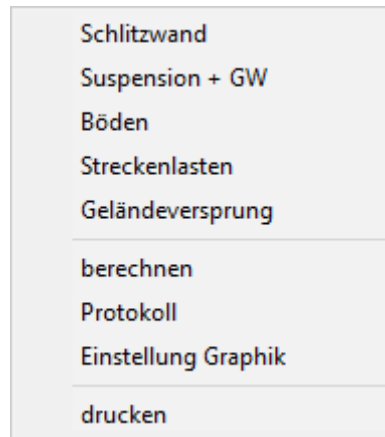 Schlitzwand
Suspension + GW
Böden
Streckenlasten
Geländeversprung
berechnen
Protokoll
Einstellung Graphik
drucken